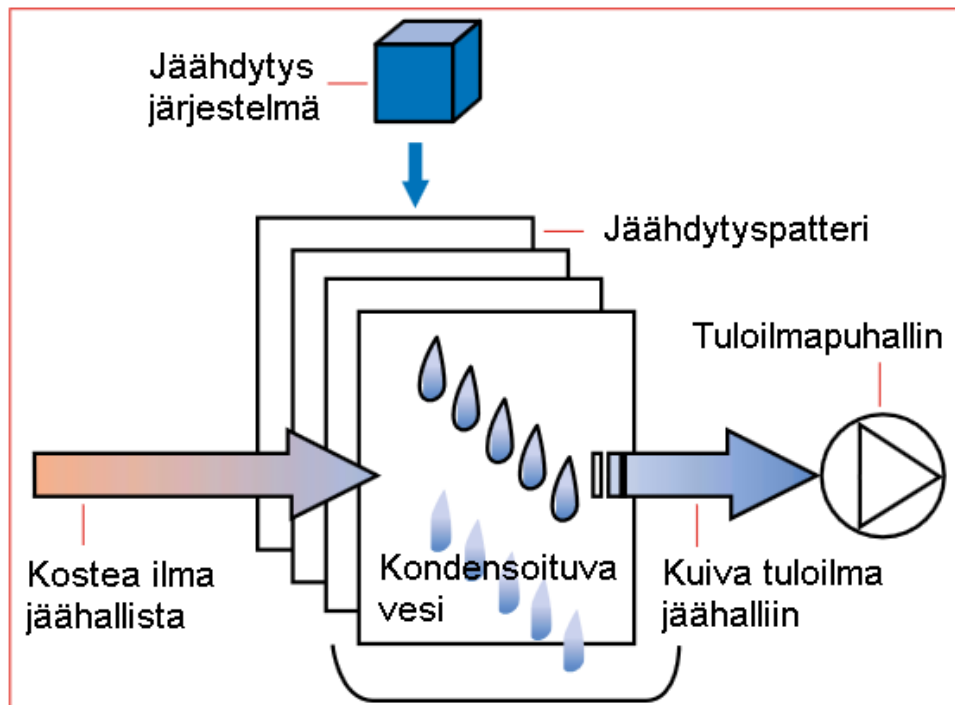 Jäähdytys
järjestelmä
Jäähdytyspatteri
Tuloilmapuhallin
Kostea ilma
jäähallista
Kondensoituva
vesi
Kuiva tuloilma
jäähalliin